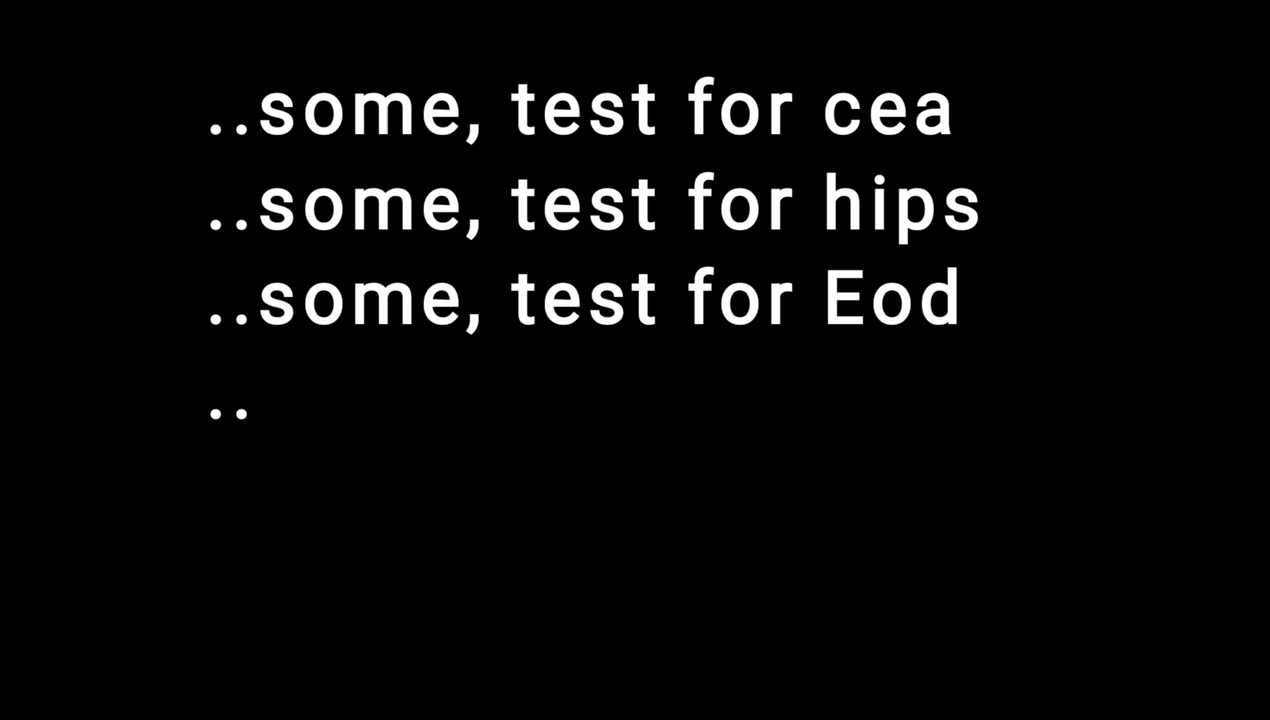 ..some, test for cea
..some, test for hips
..some, test for Eod
..